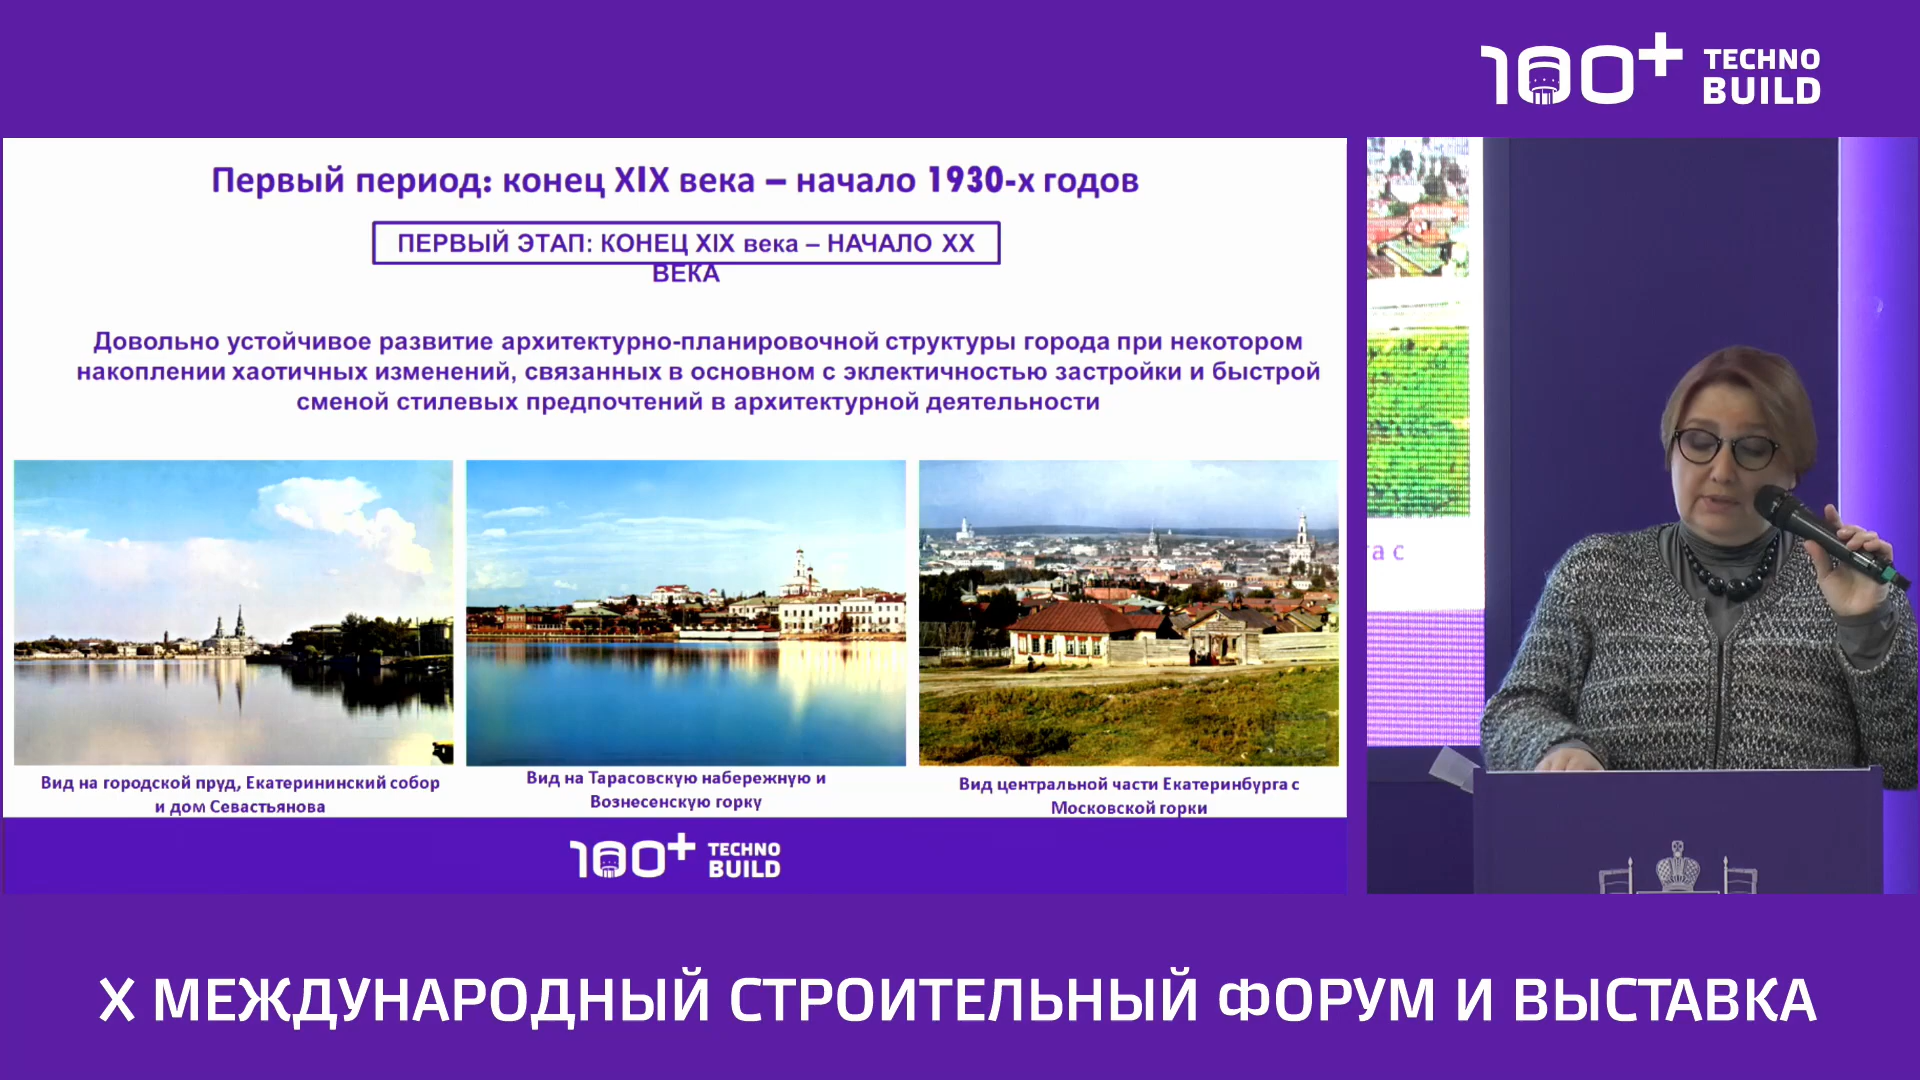 100+ TECHNO
BUILD
Первый период: конец XIX века – начало 1930-х годов
ПЕРВЫЙ ЭТАП: КОНЕЦ XIX века – НАЧАЛО XX
ВЕКА
Довольно устойчивое развитие архитектурно-планировочной структуры города при некотором
накоплении хаотичных изменений, связанных в основном с эклектичностью застройки и быстрой
сменой стилевых предпочтений в архитектурной деятельности
Вид на городской пруд, Екатерининский собор
и дом Севастьянова
Вид на Тарасовскую набережную и
Вознесенскую горку
Вид центральной части Екатеринбурга с
Московской горки
а с
100+ TECHNO
BUILD
X МЕЖДУНАРОДНЫЙ СТРОИТЕЛЬНЫЙ ФОРУМ И ВЫСТАВКА